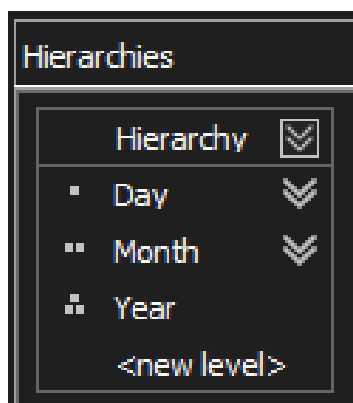 Hierarchies
Hierarchy
Day
Month
Year
<new level>